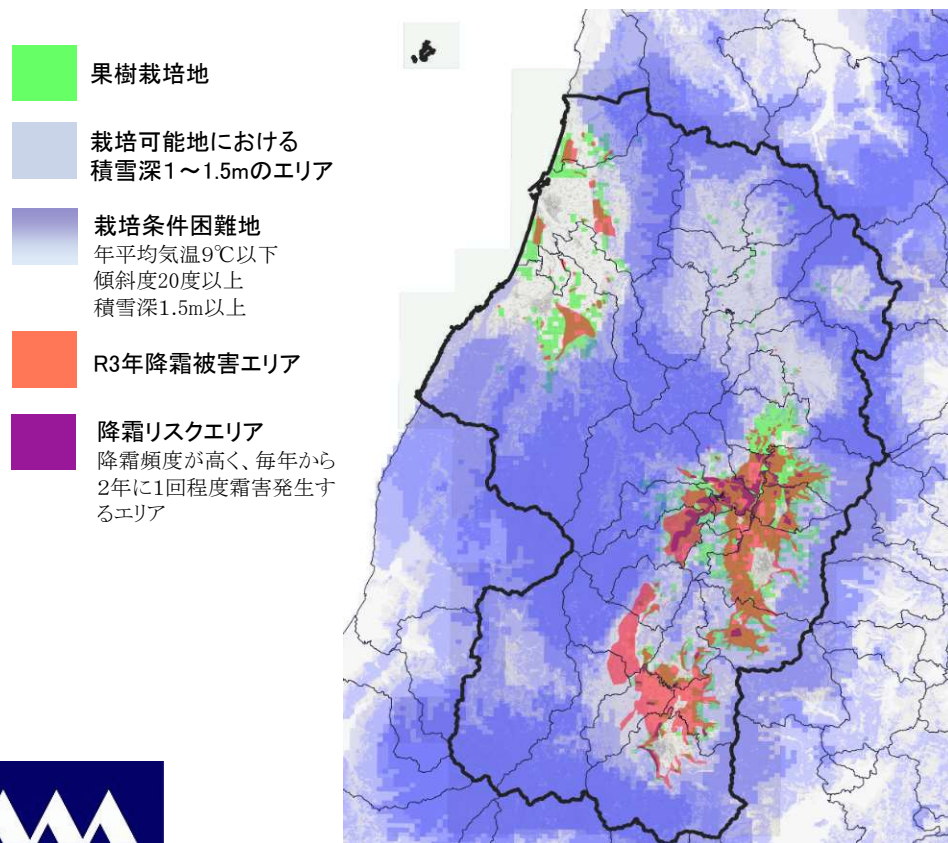 果樹栽培地
栽培可能地における
積雪深1～1.5mのエリア
栽培条件困難地
年平均気温9℃以下
傾斜度20度以上
積雪深1.5m以上
R3年降霜被害エリア
降霜リスクエリア
降霜頻度が高く、毎年から
2年に1回程度霜害発生す
るエリア